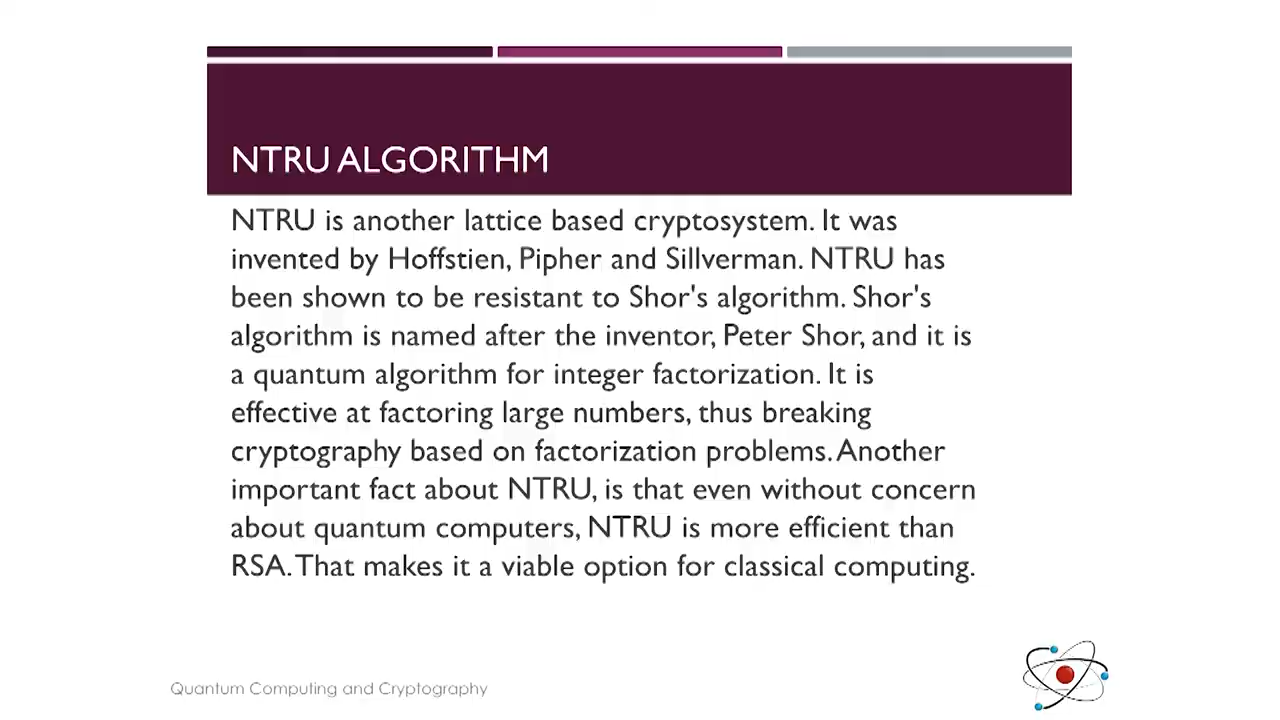 NTRU ALGORITHM
NTRU is another lattice based cryptosystem. It was
invented by Hoffstien, Pipher and Sillverman. NTRU has
been shown to be resistant to Shor's algorithm. Shor's
algorithm is named after the inventor, Peter Shor, and it is
a quantum algorithm for integer factorization. It is
effective at factoring large numbers, thus breaking
cryptography based on factorization problems. Another
important fact about NTRU, is that even without concern
about quantum computers, NTRU is more efficient than
RSA. That makes it a viable option for classical computing.
Quantum Computing and Cryptography